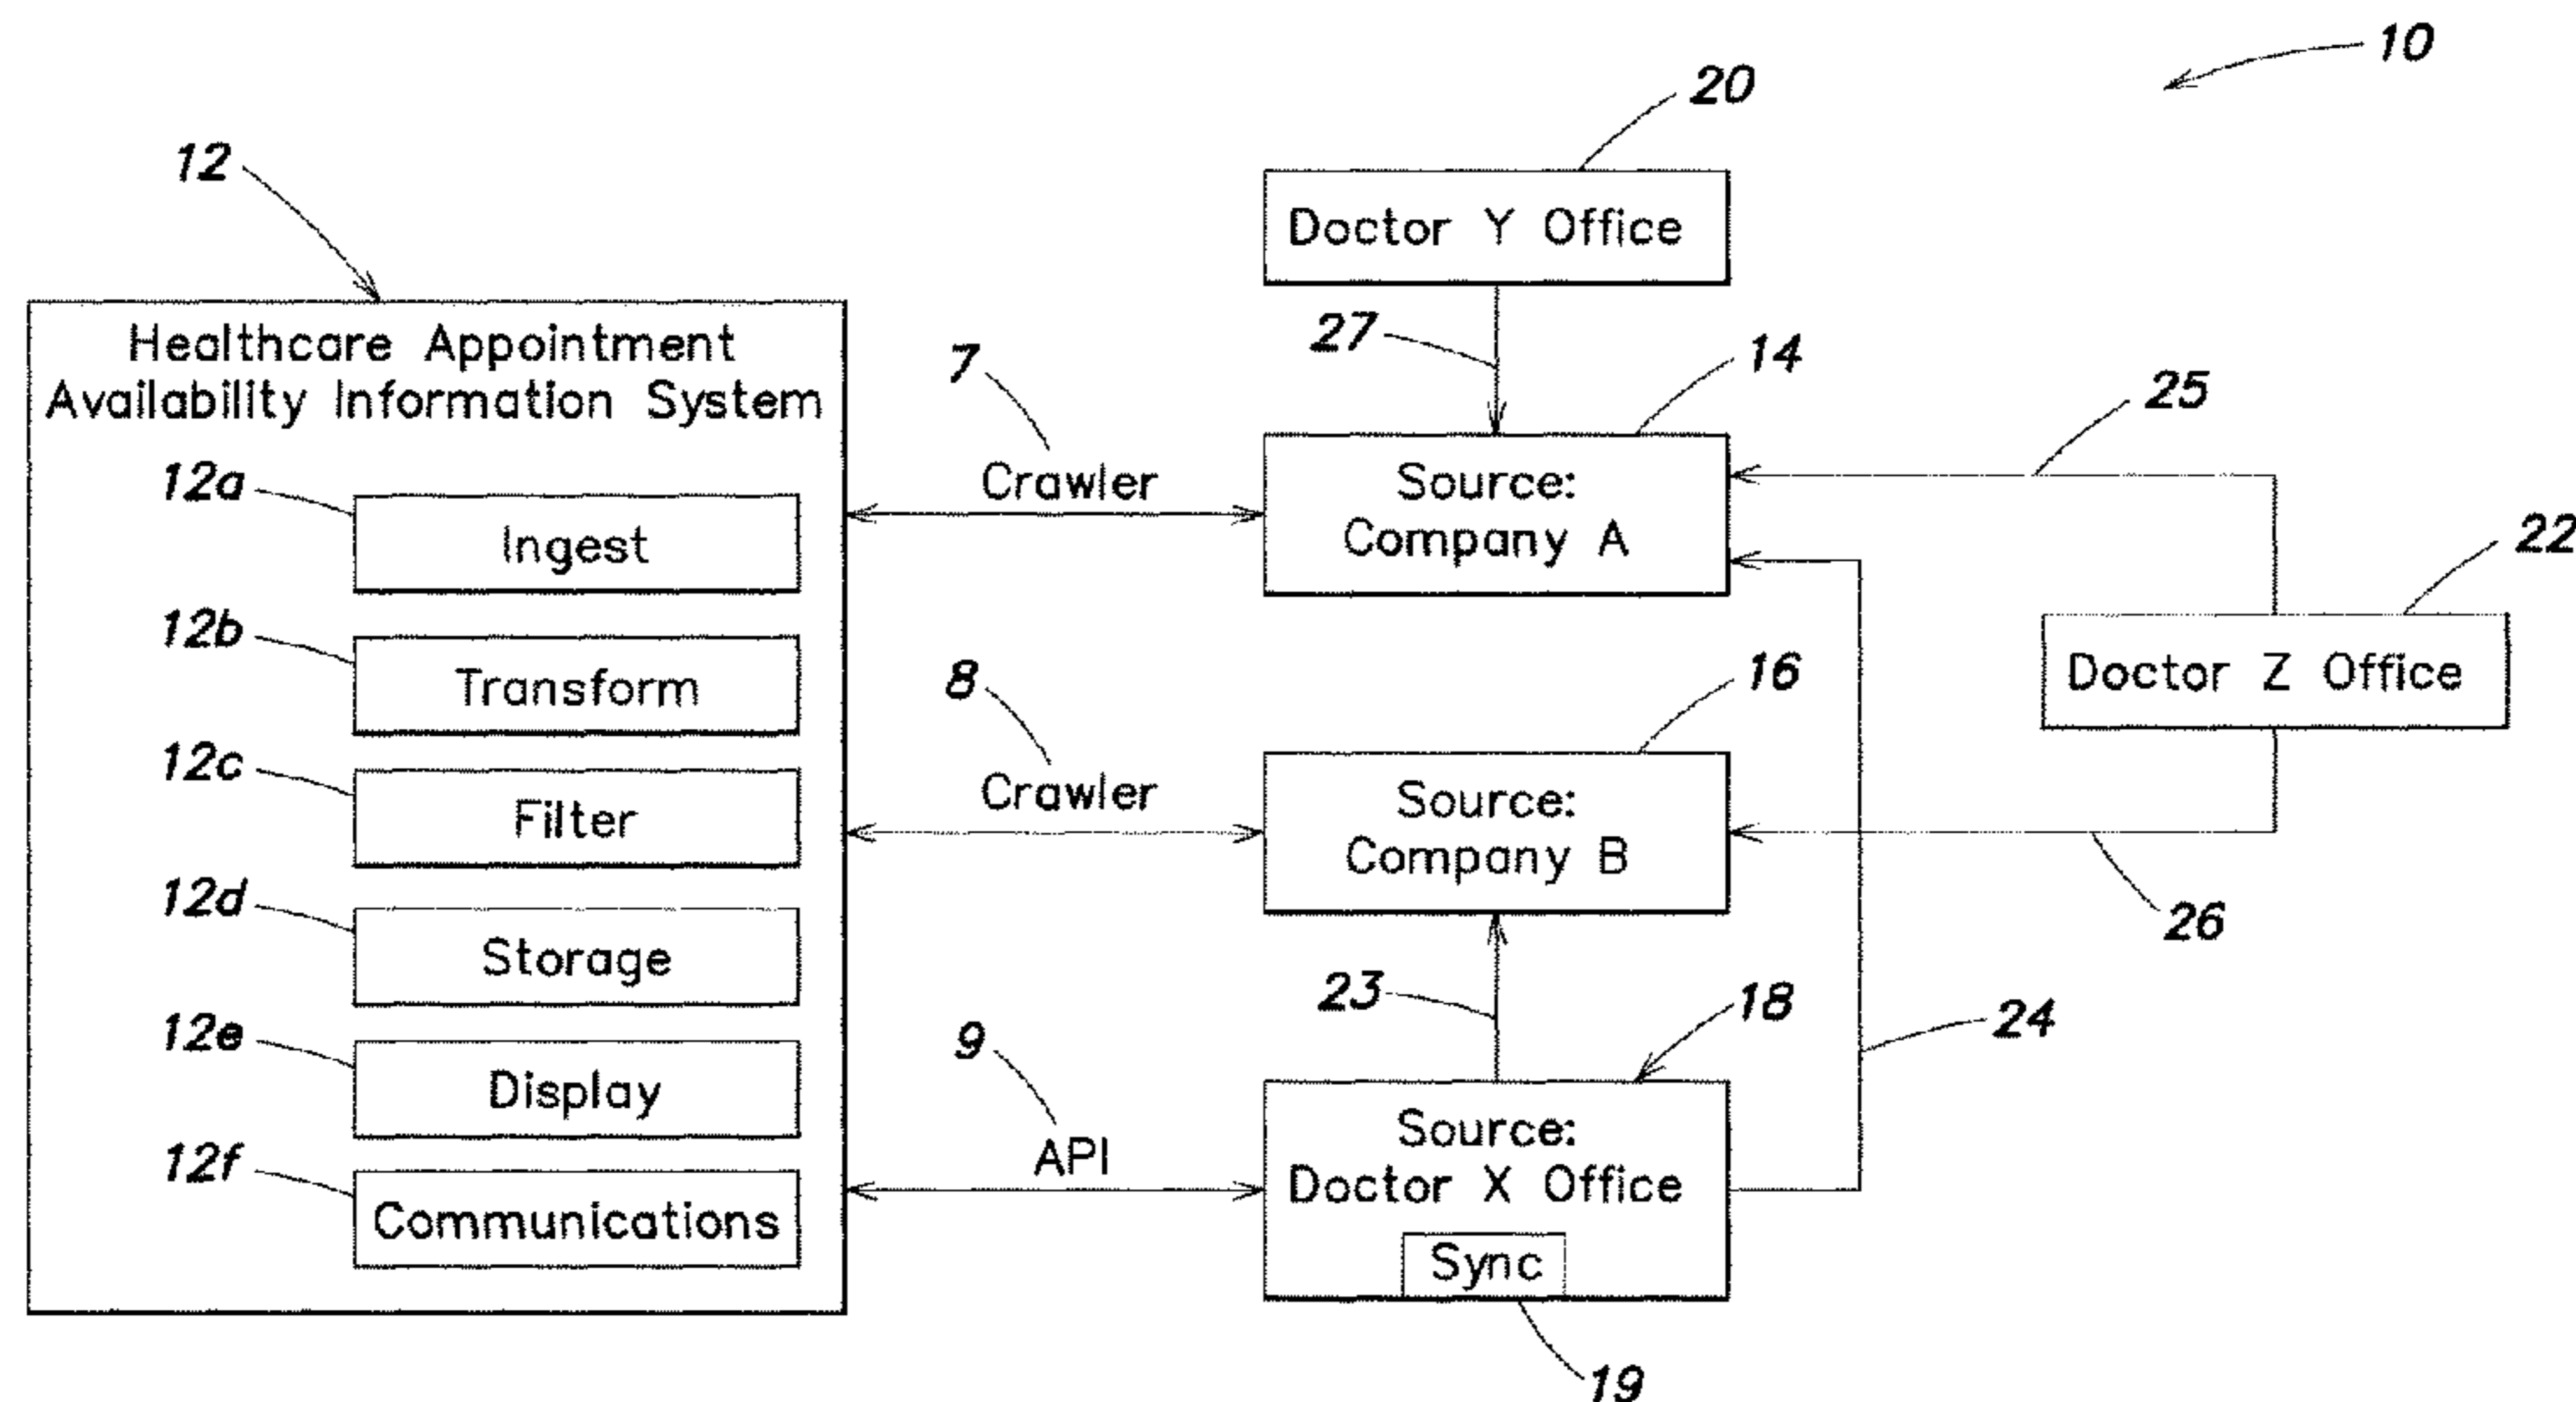 10
20
12
Doctor Y Office
Healthcare Appointment
Availability Information System
27
14
7
25
12a
Crawler
Source:
Company A
Ingest
22
12b
Transform
8
16
Doctor Z Office
12c
Crawler
Source:
Company B
Filter
12d
26
Storage
23
18
24
12e
9
Display
API
Source:
Doctor X Office
12f
Communications
Sync
19